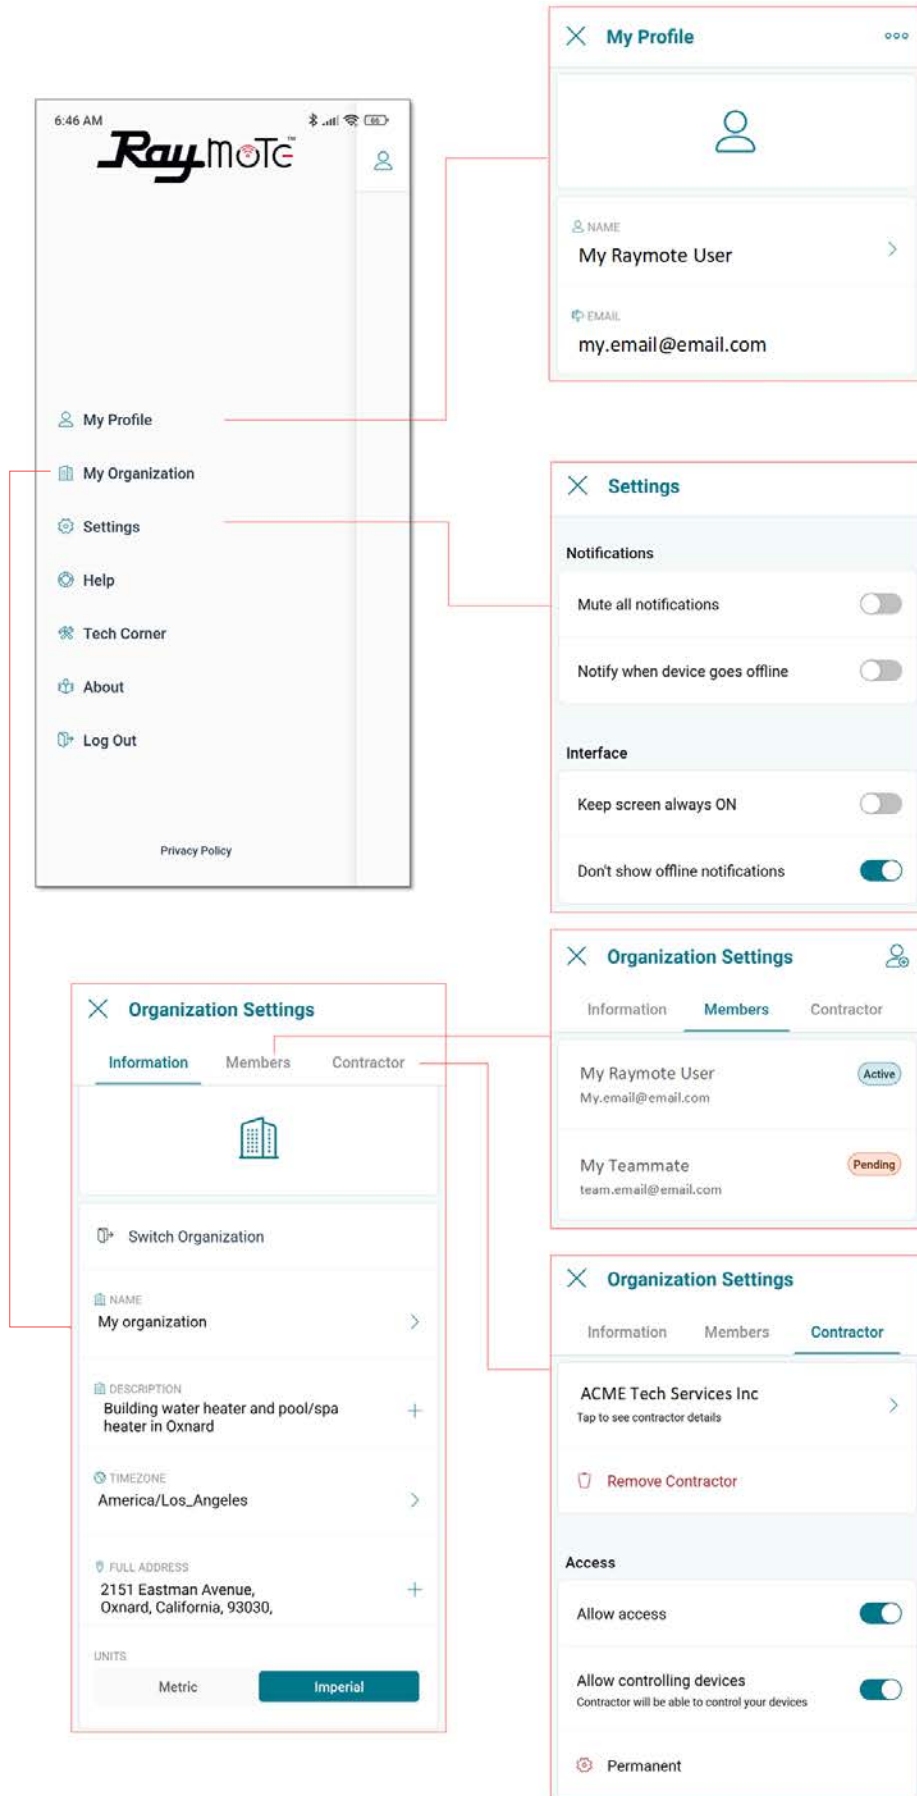 6:46 AM
66
RayMOTE™
My Profile
My Organization
Settings
Help
Tech Corner
About
Log Out
Privacy Policy
My Profile
NAME
My Raymote User
EMAIL
my.email@email.com
Settings
Notifications
Mute all notifications
Notify when device goes offline
Interface
Keep screen always ON
Don't show offline notifications
Organization Settings
Information Members Contractor
Switch Organization
NAME
My organization
DESCRIPTION
Building water heater and pool/spa
heater in Oxnard
TIMEZONE
America/Los_Angeles
FULL ADDRESS
2151 Eastman Avenue,
Oxnard, California, 93030,
UNITS
Metric Imperial
Organization Settings
Information Members Contractor
My Raymote User
Active
My.email@email.com
My Teammate
Pending
team.email@email.com
Organization Settings
Information Members Contractor
ACME Tech Services Inc
Tap to see contractor details
Remove Contractor
Access
Allow access
Allow controlling devices
Contractor will be able to control your devices
Permanent